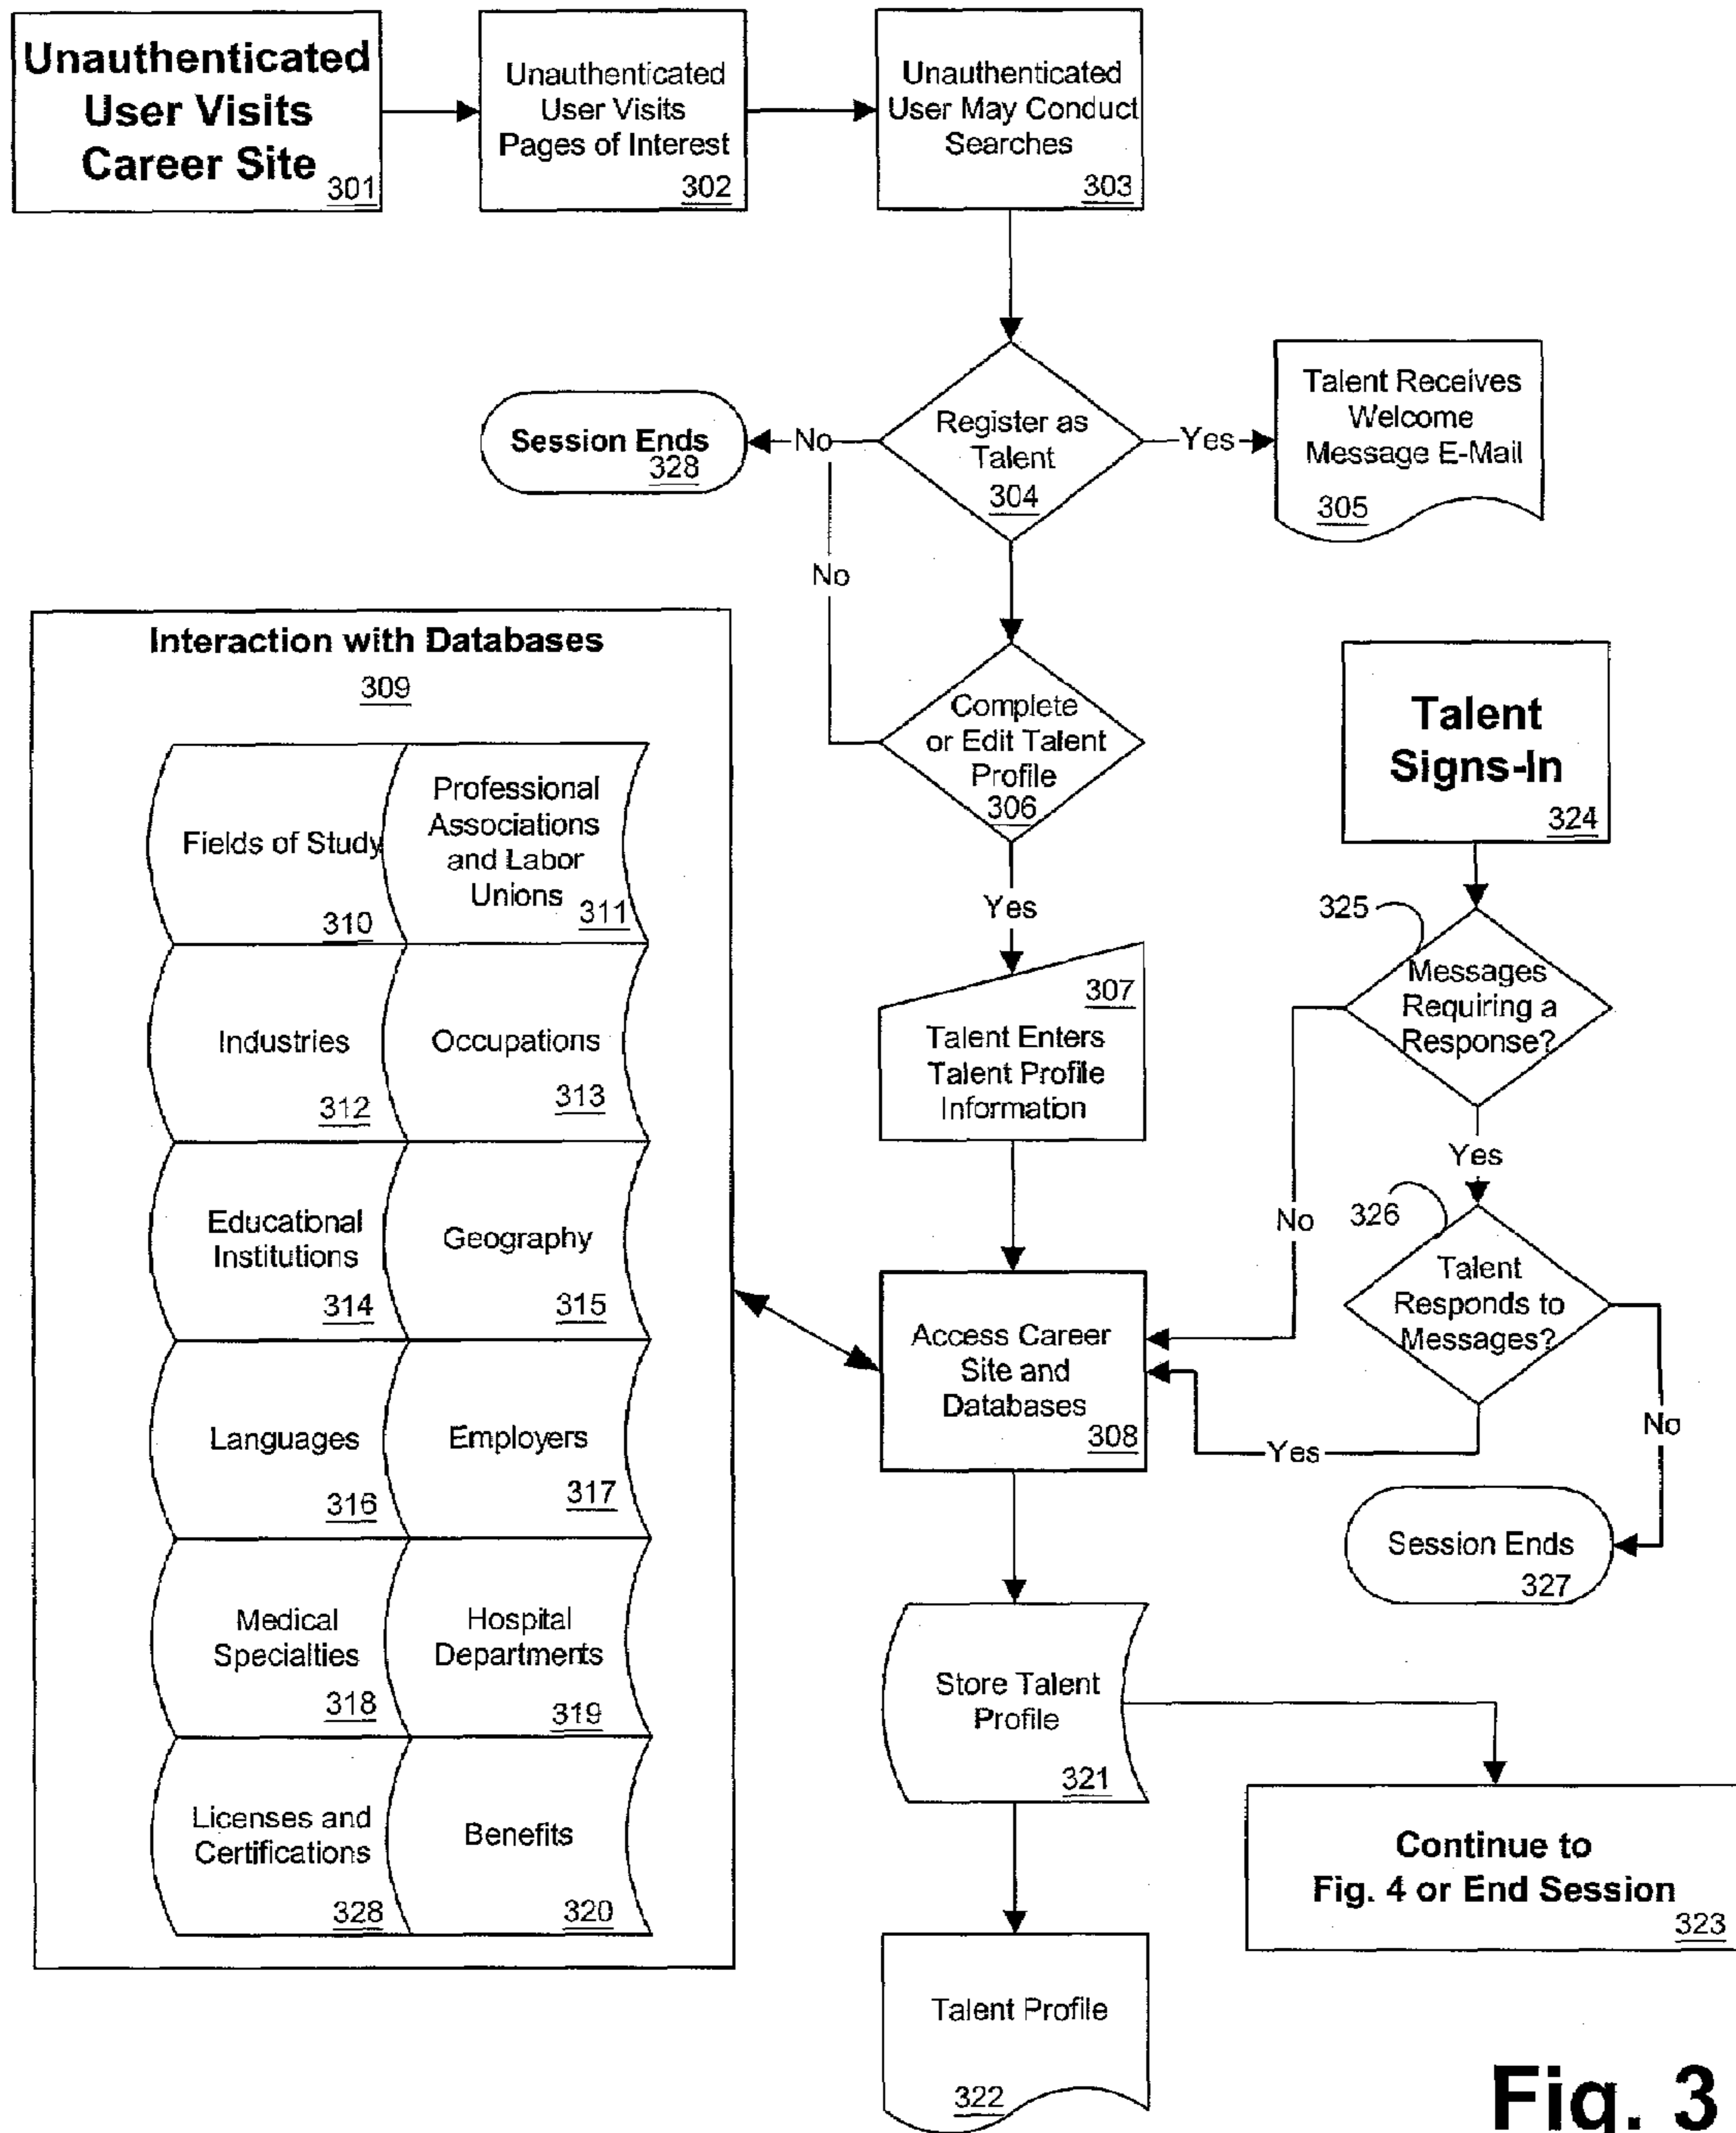 Unauthenticated
User Visits
Career Site
301
Unauthenticated
User Visits
Pages of Interest
302
Unauthenticated
User May Conduct
Searches
303
Session Ends
328
No
Register as
Talent
304
Yes
Talent Receives
Welcome
Message E-Mail
305
No
Complete
or Edit Talent
Profile
306
Yes
307
Talent Enters
Talent Profile
Information
Interaction with Databases
309
Fields of Study
310
Professional
Associations
and Labor
Unions
311
Industries
312
Occupations
313
Educational
Institutions
314
Geography
315
Languages
316
Employers
317
Medical
Specialties
318
Hospital
Departments
319
Licenses and
Certifications
328
Benefits
320
Talent
Signs-In
324
325
Messages
Requiring a
Response?
Yes
No
326
Talent
Responds to
Messages?
Yes
No
Session Ends
327
Access Career
Site and
Databases
308
Store Talent
Profile
321
Continue to
Fig. 4 or End Session
323
Talent Profile
322
Fig. 3